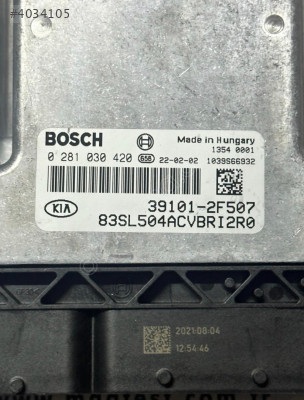 #4034105
BOSCH
Made in Hungary
1354 0001
0 281 030 420 656 22-02-02 1039S66932
KIA
39101-2F507
83SL504ACVBRI2R0
2021-08-04
12:54:46